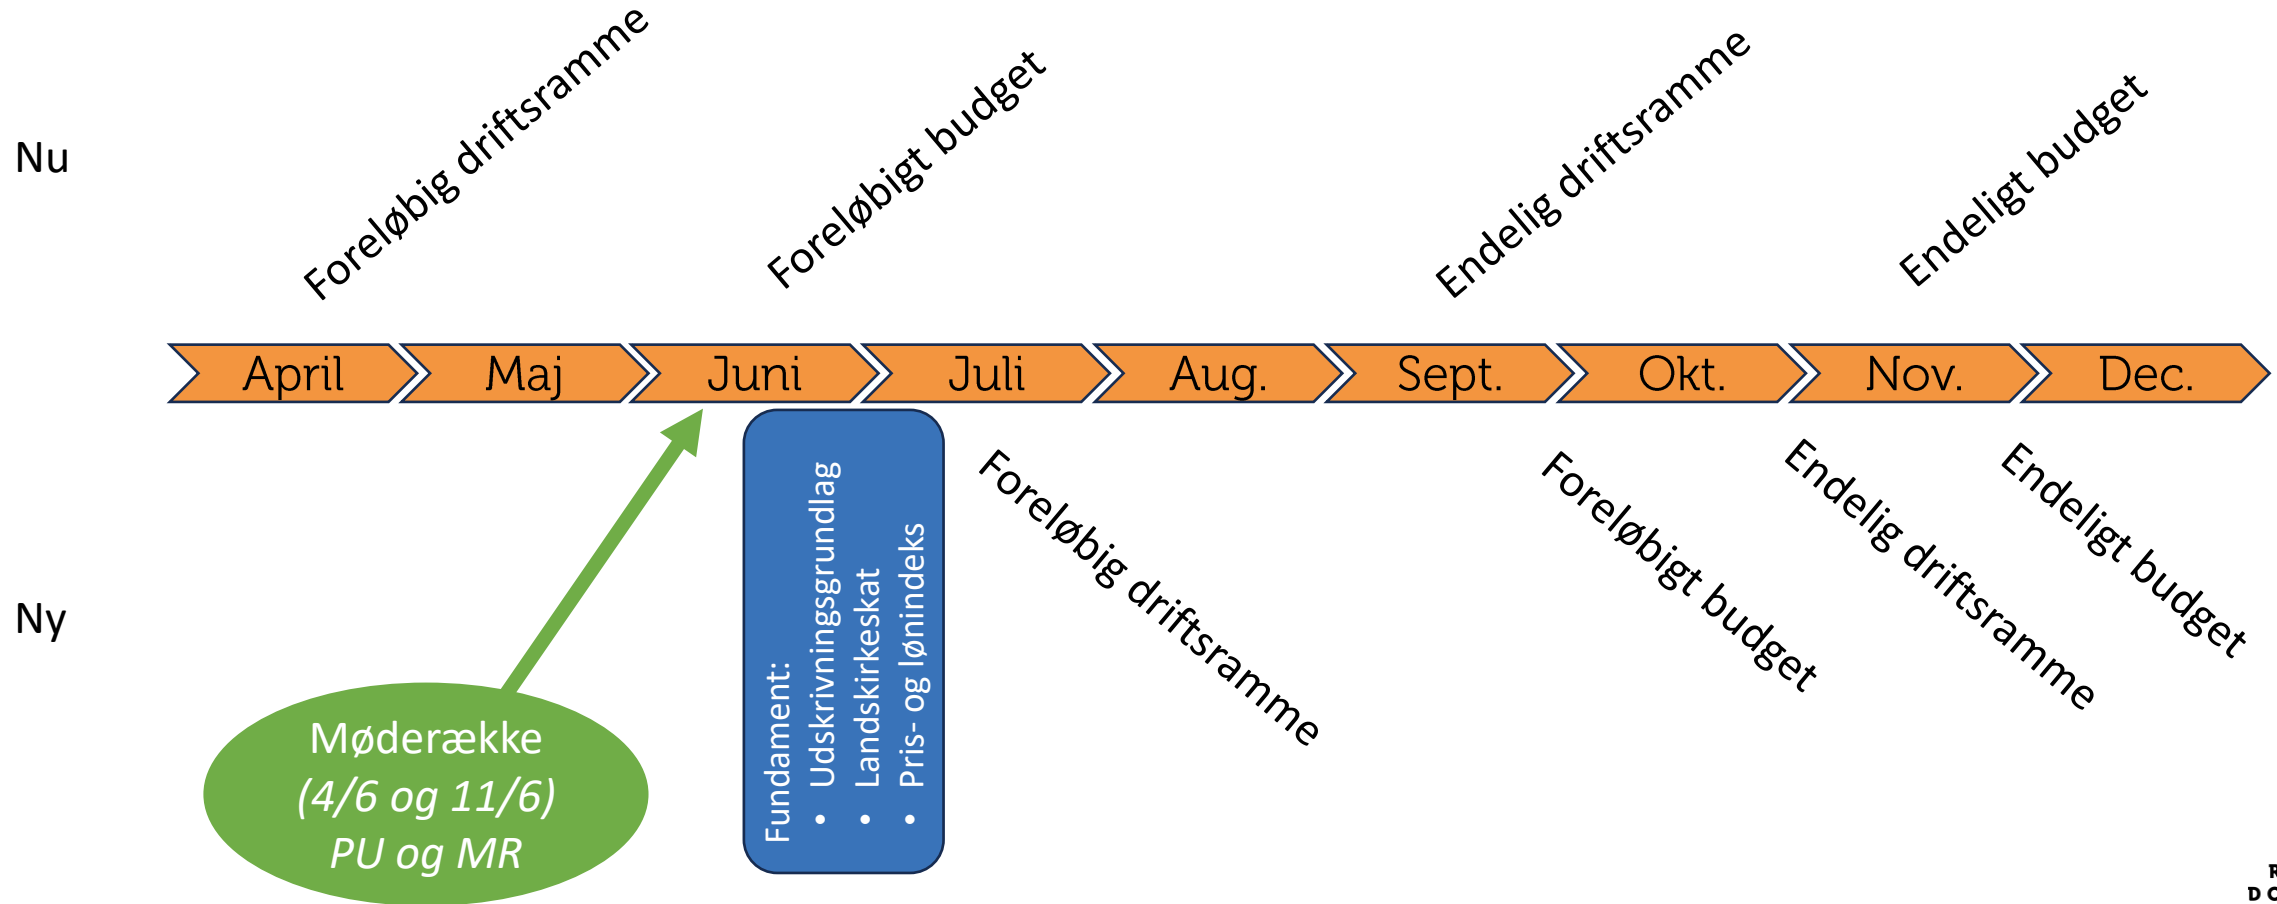 Nu
Foreløbig driftsramme
Foreløbigt budget
Endelig driftsramme
Endeligt budget
April
Maj
Juni
Juli
Aug.
Sept.
Okt.
Nov.
Dec.
Ny
Møderække
(4/6 og 11/6)
PU og MR
Fundament:
• Udskrivningsgrundlag
• Landskirkeskat
• Pris- og lønindeks
Foreløbig driftsramme
Foreløbigt budget
Endelig driftsramme
Endeligt budget